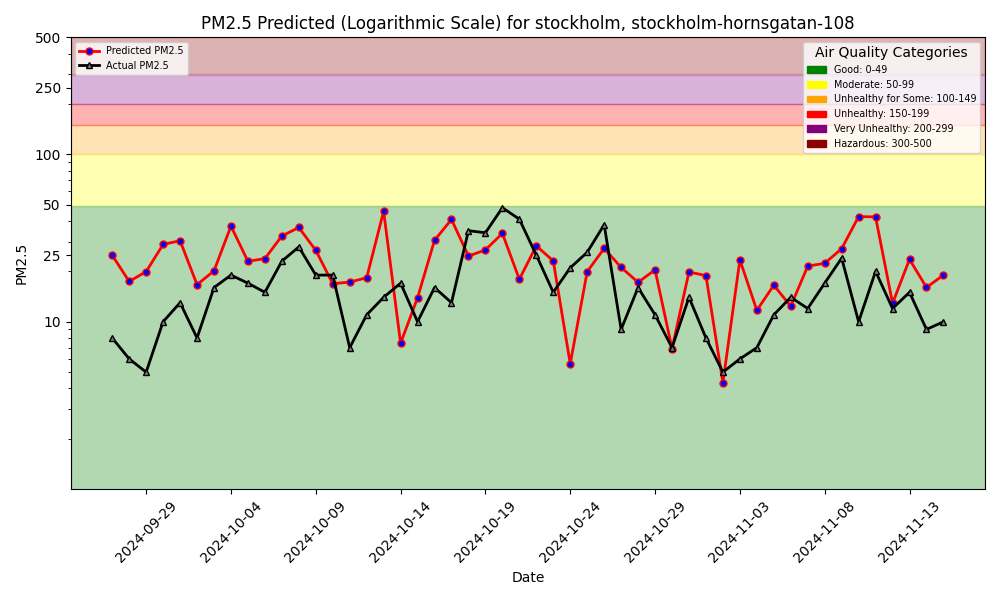 PM2.5 Predicted (Logarithmic Scale) for stockholm, stockholm-hornsgatan-108
Predicted PM2.5
Actual PM2.5
Air Quality Categories
Good: 0-49
Moderate: 50-99
Unhealthy for Some: 100-149
Unhealthy: 150-199
Very Unhealthy: 200-299
Hazardous: 300-500
500
250
100
50
25
10
PM2.5
2024-09-29
2024-10-04
2024-10-09
2024-10-14
2024-10-19
2024-10-24
2024-10-29
2024-11-03
2024-11-08
2024-11-13
Date